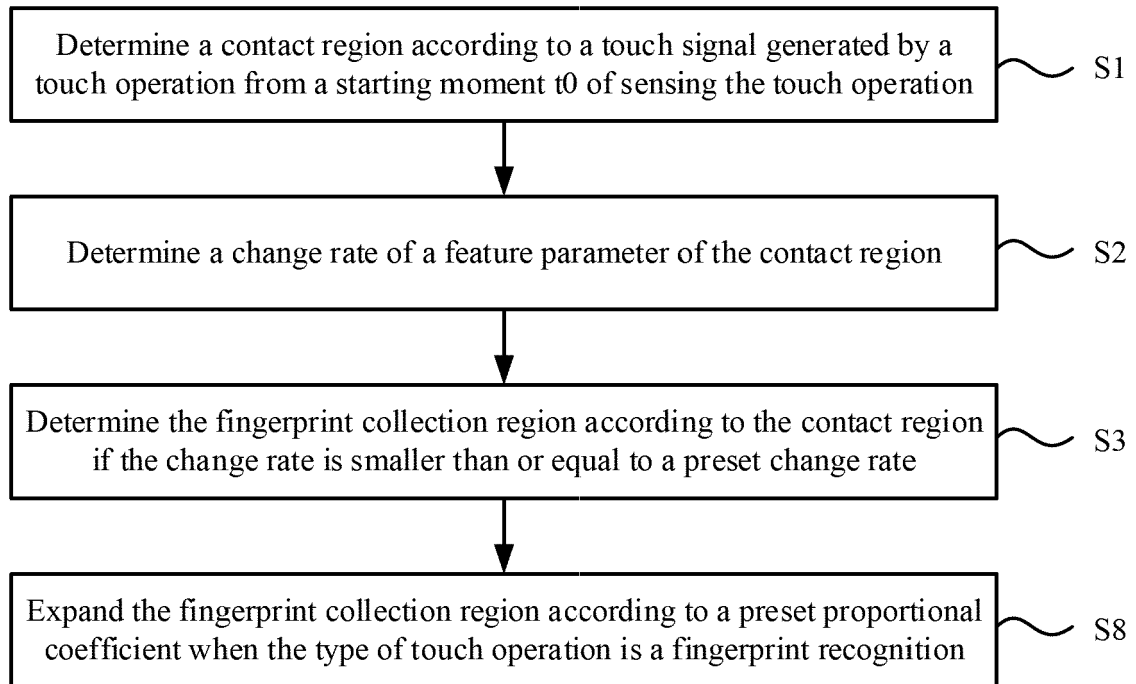 Determine a contact region according to a touch signal generated by a
touch operation from a starting moment t0 of sensing the touch operation
S1
Determine a change rate of a feature parameter of the contact region
S2
Determine the fingerprint collection region according to the contact region
if the change rate is smaller than or equal to a preset change rate
S3
Expand the fingerprint collection region according to a preset proportional
coefficient when the type of touch operation is a fingerprint recognition
S8